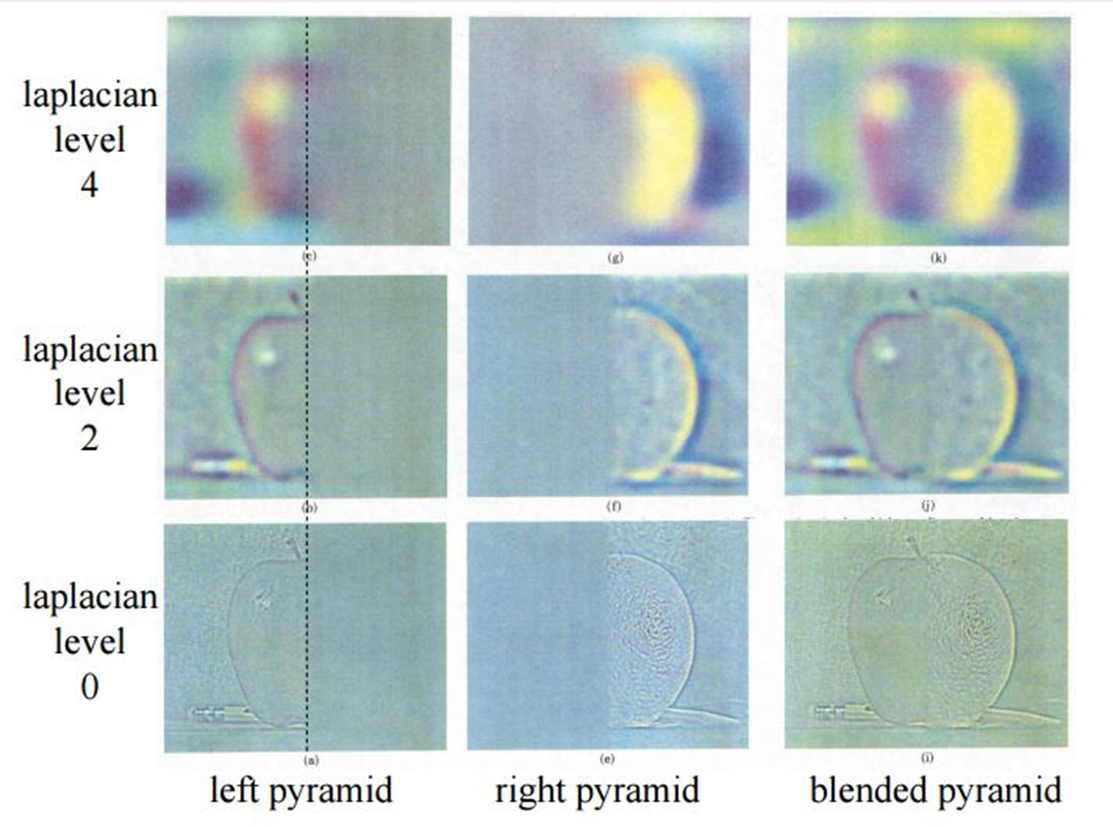 laplacian
level
4
(c)
(g)
(k)
laplacian
level
2
(b)
(f)
(j)
laplacian
level
0
(a)
(e)
(i)
left pyramid
right pyramid
blended pyramid